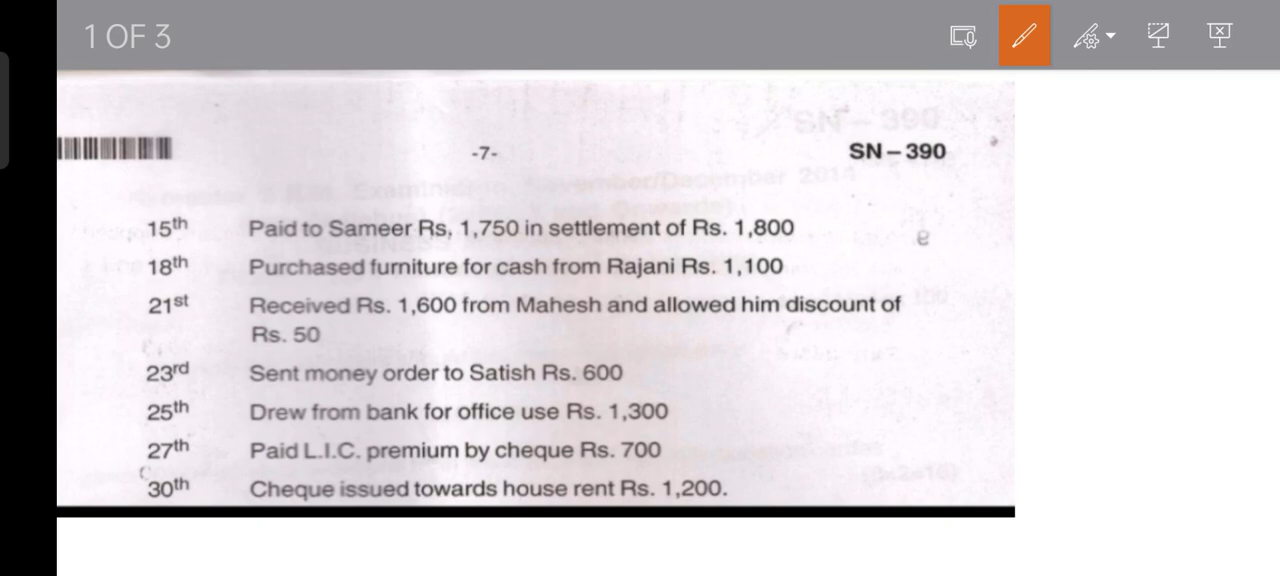 1 OF 3
-7-
SN – 390
15th Paid to Sameer Rs, 1,750 in settlement of Rs. 1,800
18th Purchased furniture for cash from Rajani Rs. 1,100
21st Received Rs. 1,600 from Mahesh and allowed him discount of
Rs. 50
23rd Sent money order to Satish Rs. 600
25th Drew from bank for office use Rs. 1,300
27th Paid L.I.C. premium by cheque Rs. 700
30th Cheque issued towards house rent Rs. 1,200.